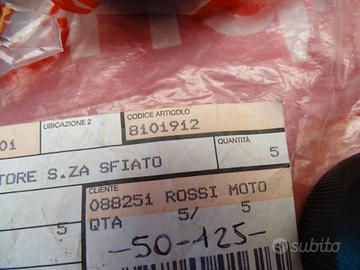 UBICAZIONE 2
CODICE ARTICOLO
01
8101912
QUANTITÀ
TORE S.ZA SFIATO
5
CLIENTE
088251 ROSSI MOTO
5
QTA 5/ 5
-50-125-
subito